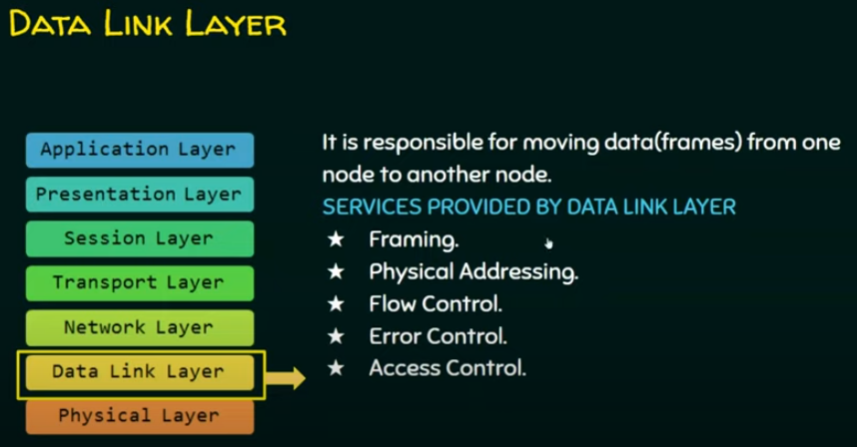 DATA LINK LAYER
Application Layer
Presentation Layer
Session Layer
Transport Layer
Network Layer
Data Link Layer
Physical Layer
It is responsible for moving data(frames) from one
node to another node.
SERVICES PROVIDED BY DATA LINK LAYER
★ Framing.
★ Physical Addressing.
★ Flow Control.
★ Error Control.
★ Access Control.